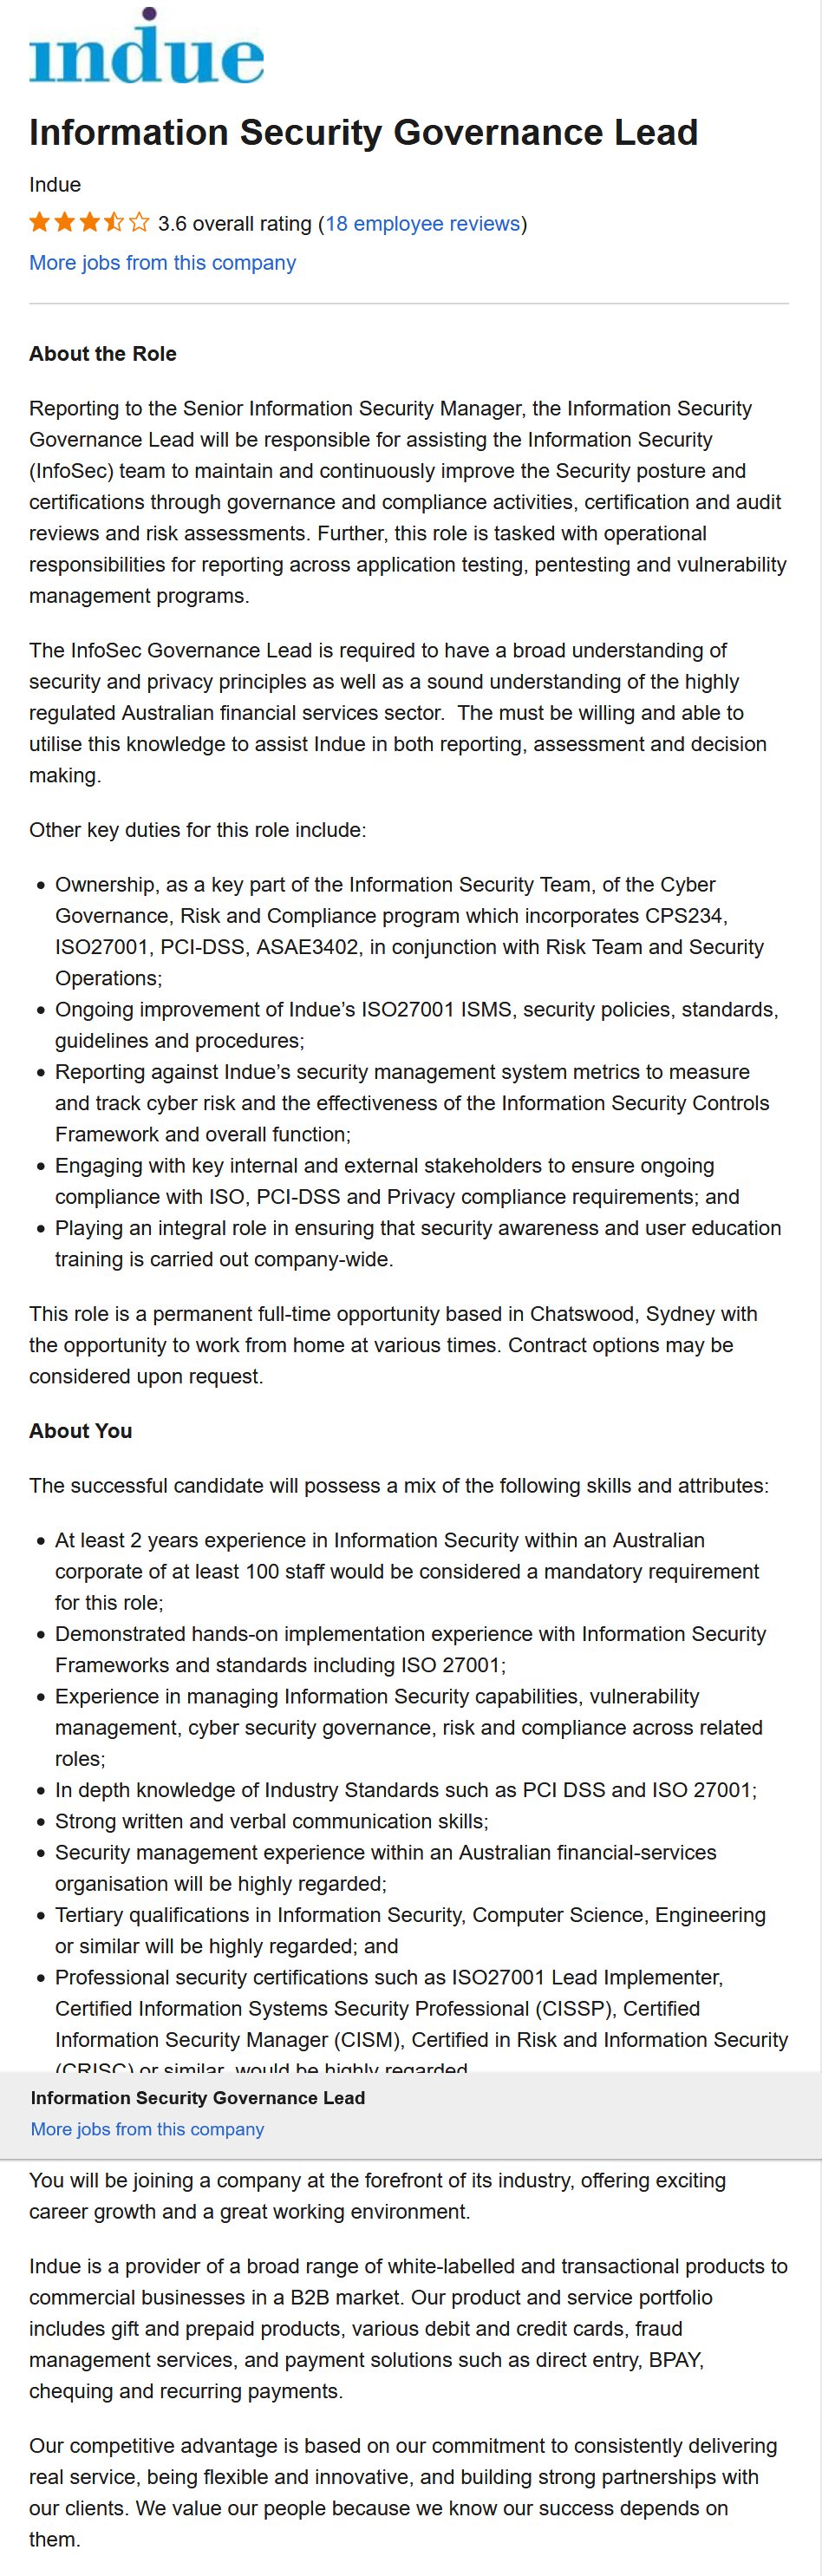 indue
Information Security Governance Lead
Indue
3.6 overall rating (18 employee reviews)
More jobs from this company
About the Role
Reporting to the Senior Information Security Manager, the Information Security
Governance Lead will be responsible for assisting the Information Security
(InfoSec) team to maintain and continuously improve the Security posture and
certifications through governance and compliance activities, certification and audit
reviews and risk assessments. Further, this role is tasked with operational
responsibilities for reporting across application testing, pentesting and vulnerability
management programs.
The InfoSec Governance Lead is required to have a broad understanding of
security and privacy principles as well as a sound understanding of the highly
regulated Australian financial services sector.  The must be willing and able to
utilise this knowledge to assist Indue in both reporting, assessment and decision
making.
Other key duties for this role include:
• Ownership, as a key part of the Information Security Team, of the Cyber
Governance, Risk and Compliance program which incorporates CPS234,
ISO27001, PCI-DSS, ASAE3402, in conjunction with Risk Team and Security
Operations;
• Ongoing improvement of Indue’s ISO27001 ISMS, security policies, standards,
guidelines and procedures;
• Reporting against Indue’s security management system metrics to measure
and track cyber risk and the effectiveness of the Information Security Controls
Framework and overall function;
• Engaging with key internal and external stakeholders to ensure ongoing
compliance with ISO, PCI-DSS and Privacy compliance requirements; and
• Playing an integral role in ensuring that security awareness and user education
training is carried out company-wide.
This role is a permanent full-time opportunity based in Chatswood, Sydney with
the opportunity to work from home at various times. Contract options may be
considered upon request.
About You
The successful candidate will possess a mix of the following skills and attributes:
• At least 2 years experience in Information Security within an Australian
corporate of at least 100 staff would be considered a mandatory requirement
for this role;
• Demonstrated hands-on implementation experience with Information Security
Frameworks and standards including ISO 27001;
• Experience in managing Information Security capabilities, vulnerability
management, cyber security governance, risk and compliance across related
roles;
• In depth knowledge of Industry Standards such as PCI DSS and ISO 27001;
• Strong written and verbal communication skills;
• Security management experience within an Australian financial-services
organisation will be highly regarded;
• Tertiary qualifications in Information Security, Computer Science, Engineering
or similar will be highly regarded; and
• Professional security certifications such as ISO27001 Lead Implementer,
Certified Information Systems Security Professional (CISSP), Certified
Information Security Manager (CISM), Certified in Risk and Information Security
(CRISC) or similar, would be highly regarded
Information Security Governance Lead
More jobs from this company
You will be joining a company at the forefront of its industry, offering exciting
career growth and a great working environment.
Indue is a provider of a broad range of white-labelled and transactional products to
commercial businesses in a B2B market. Our product and service portfolio
includes gift and prepaid products, various debit and credit cards, fraud
management services, and payment solutions such as direct entry, BPAY,
chequing and recurring payments.
Our competitive advantage is based on our commitment to consistently delivering
real service, being flexible and innovative, and building strong partnerships with
our clients. We value our people because we know our success depends on
them.